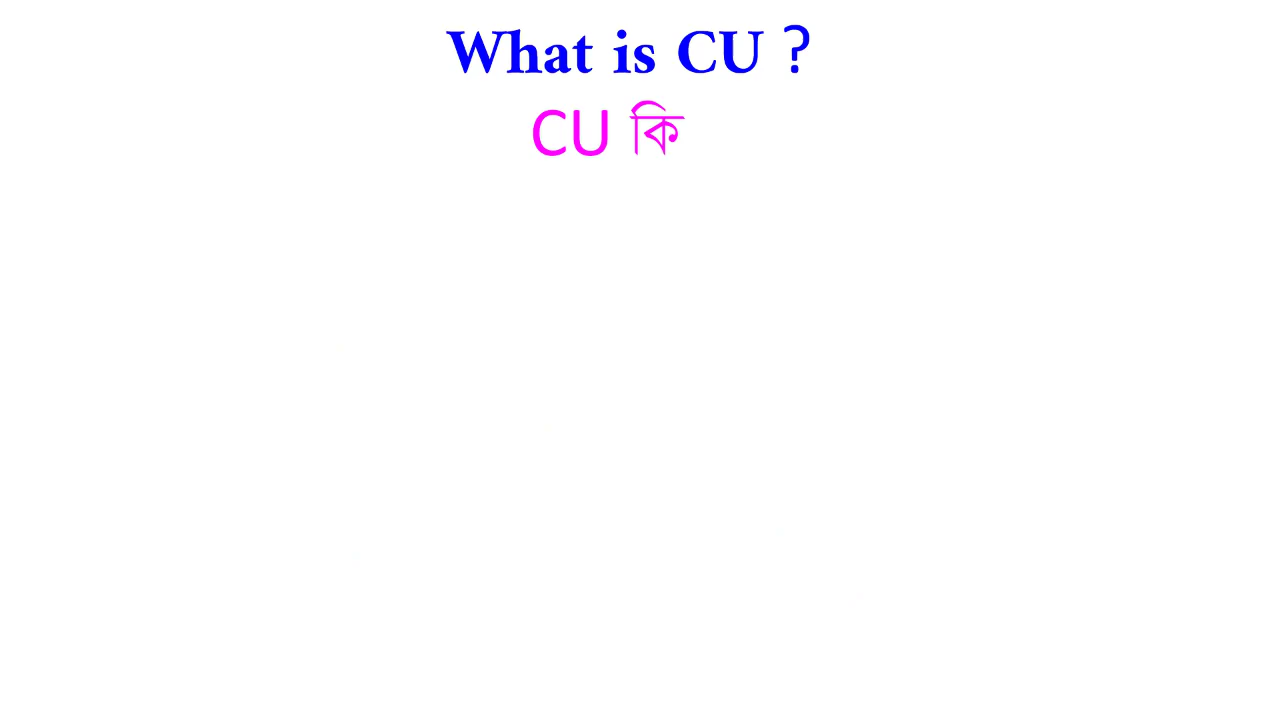 What is CU ?
CU কি